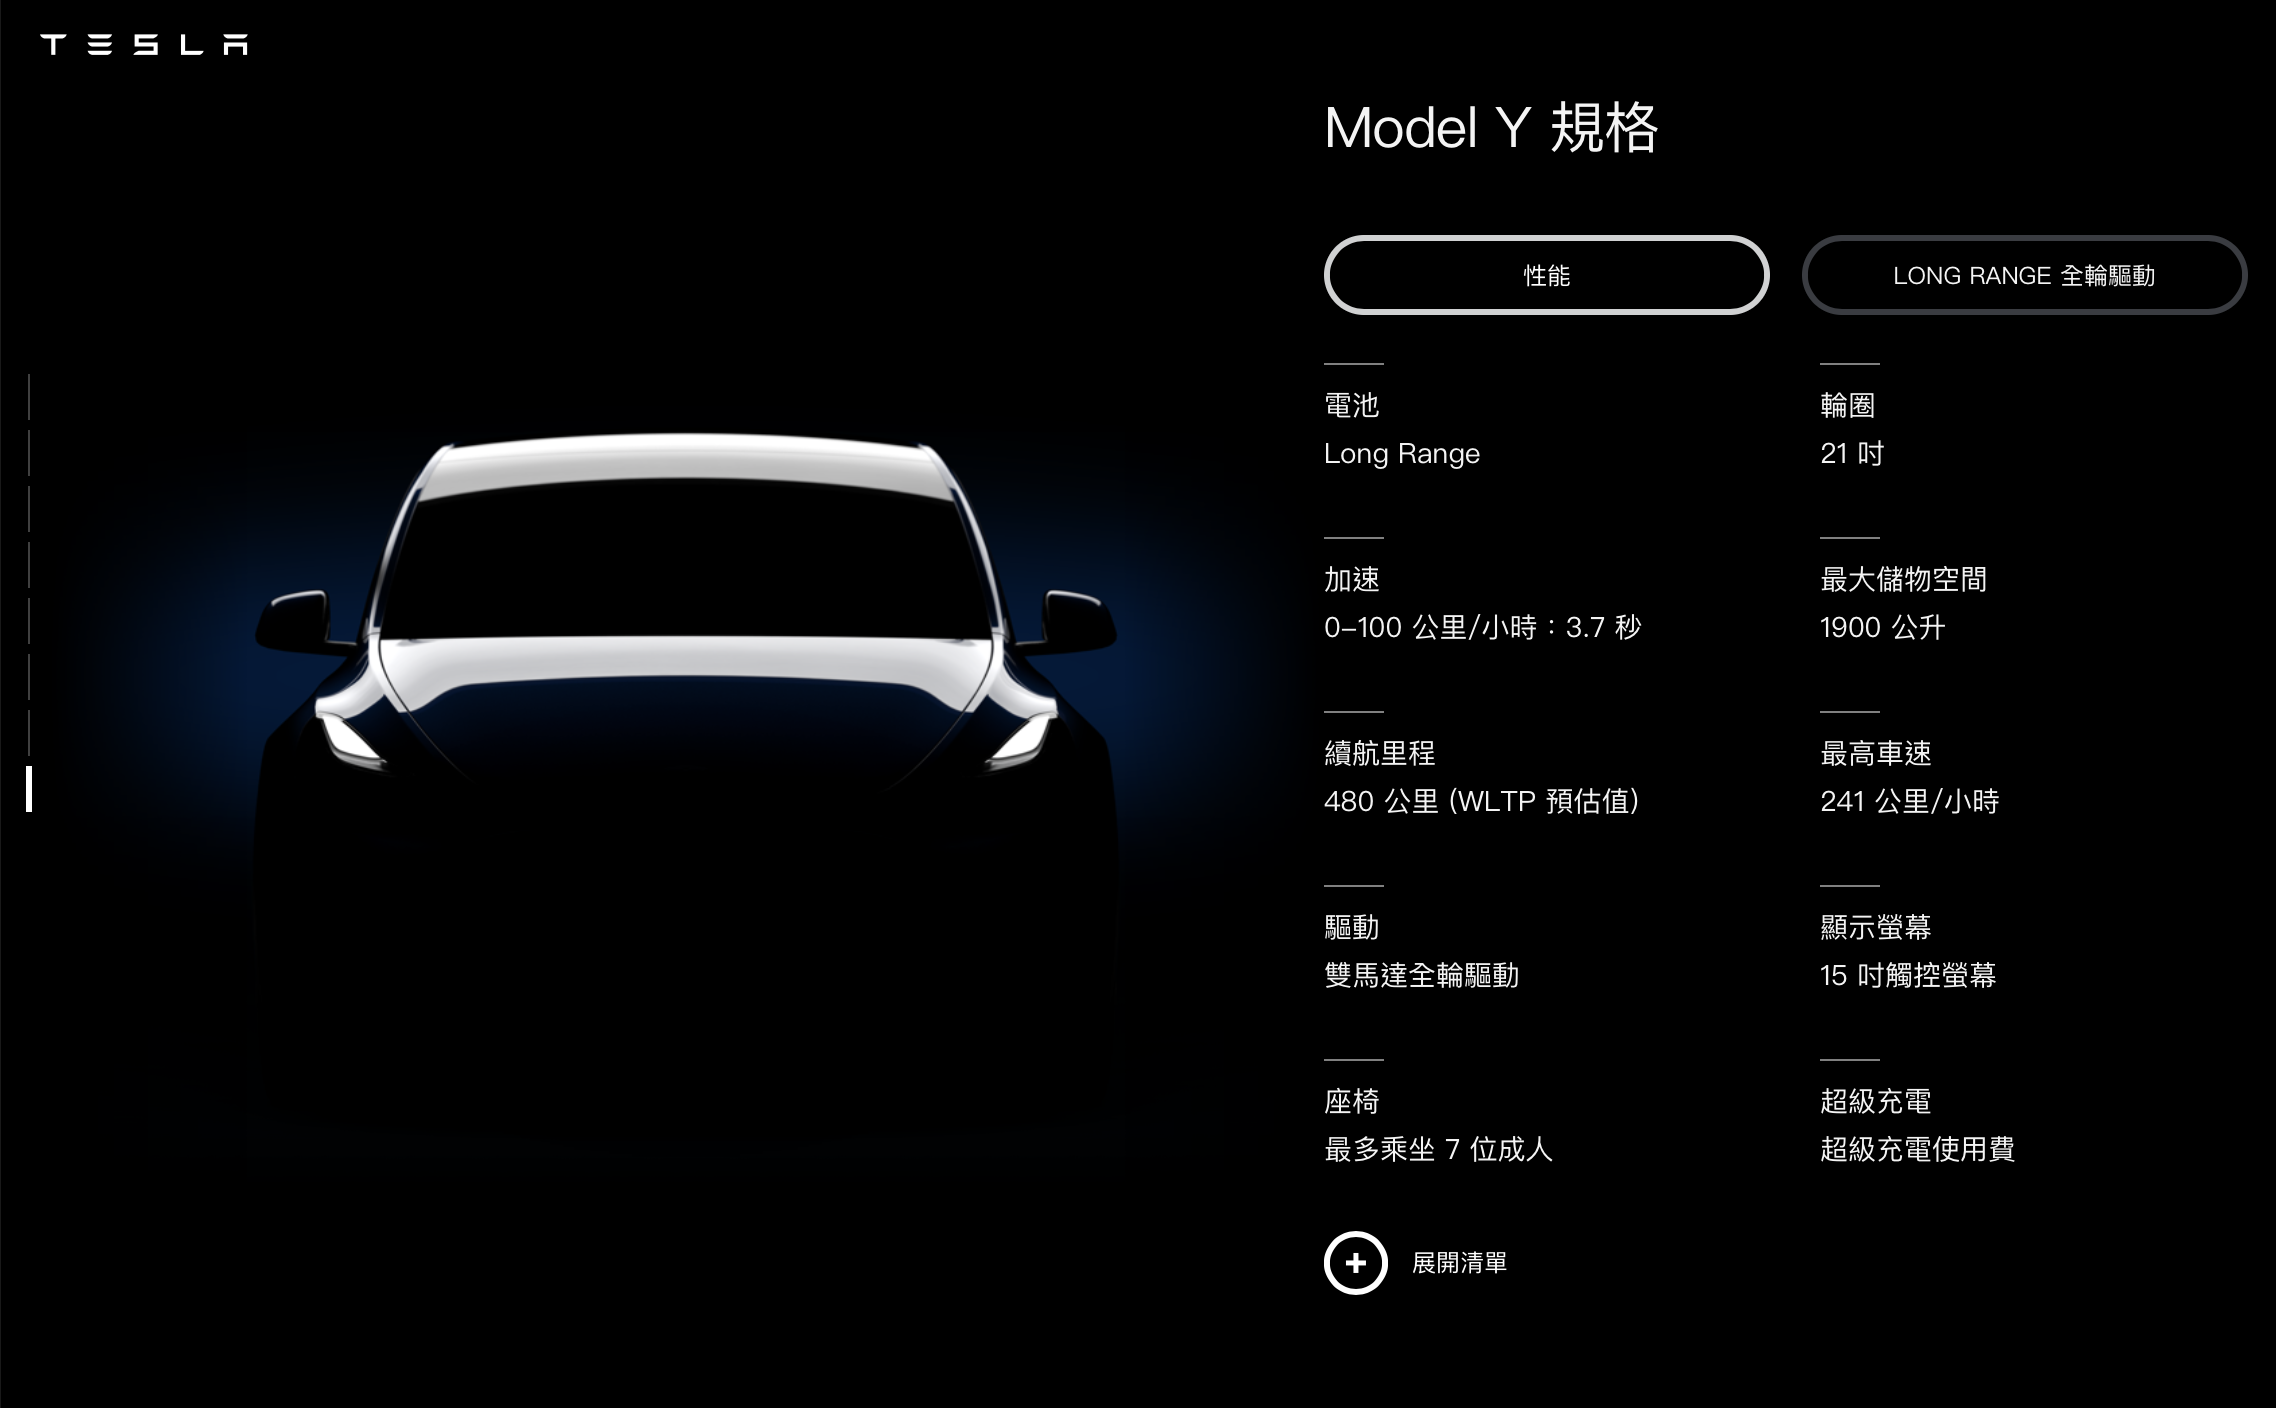 TESLA
Model Y 規格
性能
LONG RANGE 全輪驅動
電池
Long Range
輪圈
21 吋
加速
0–100 公里/小時：3.7 秒
最大儲物空間
1900 公升
續航里程
480 公里 (WLTP 預估值)
最高車速
241 公里/小時
驅動
雙馬達全輪驅動
顯示螢幕
15 吋觸控螢幕
座椅
最多乘坐 7 位成人
超級充電
超級充電使用費
展開清單